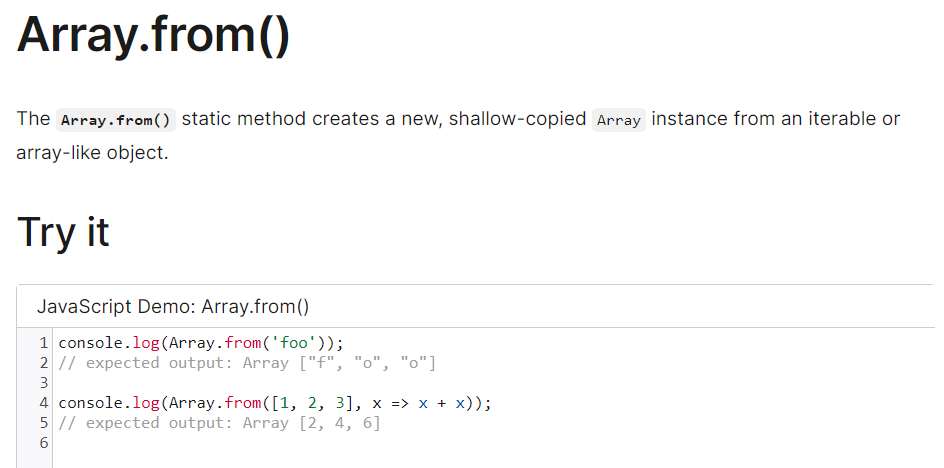 Array.from()
The Array.from() static method creates a new, shallow-copied Array instance from an iterable or
array-like object.
Try it
JavaScript Demo: Array.from()
1 console.log(Array.from('foo'));
2 // expected output: Array ["f", "o", "o"]
3
4 console.log(Array.from([1, 2, 3], x => x + x));
5 // expected output: Array [2, 4, 6]
6